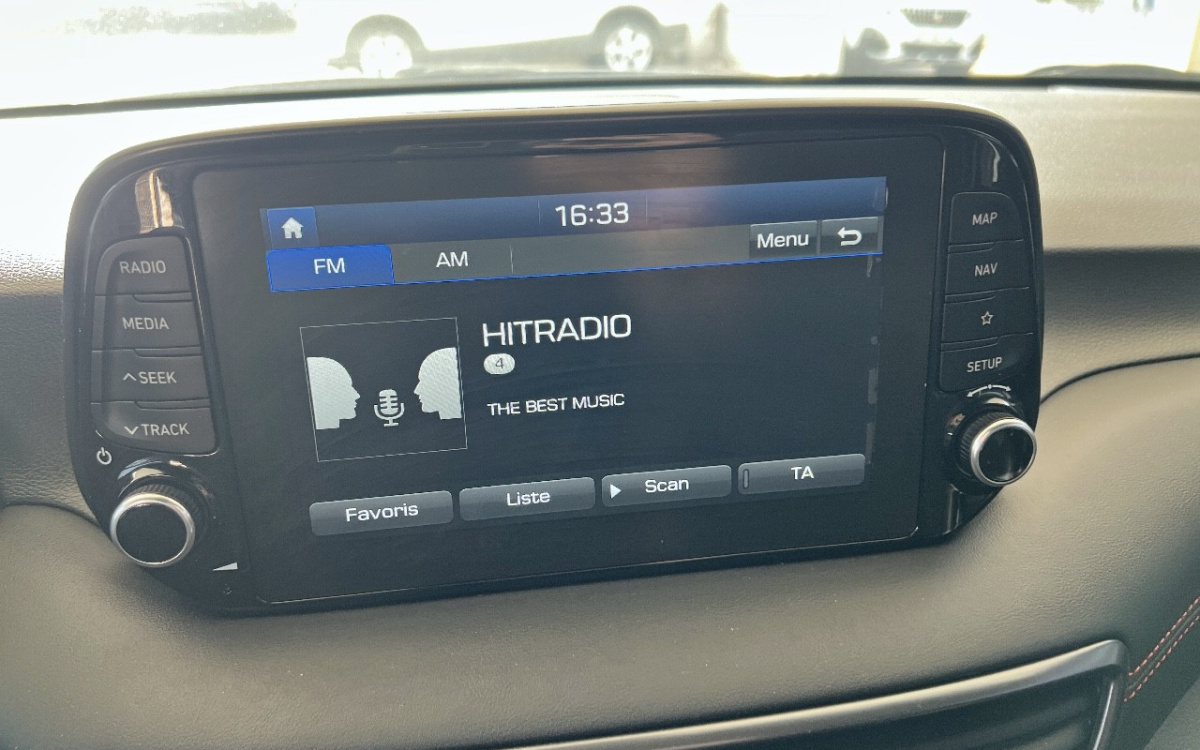 16:33
FM AM Menu
HITRADIO
4
THE BEST MUSIC
Favoris Liste Scan TA
RADIO
MEDIA
SEEK
TRACK
MAP
NAV
SETUP